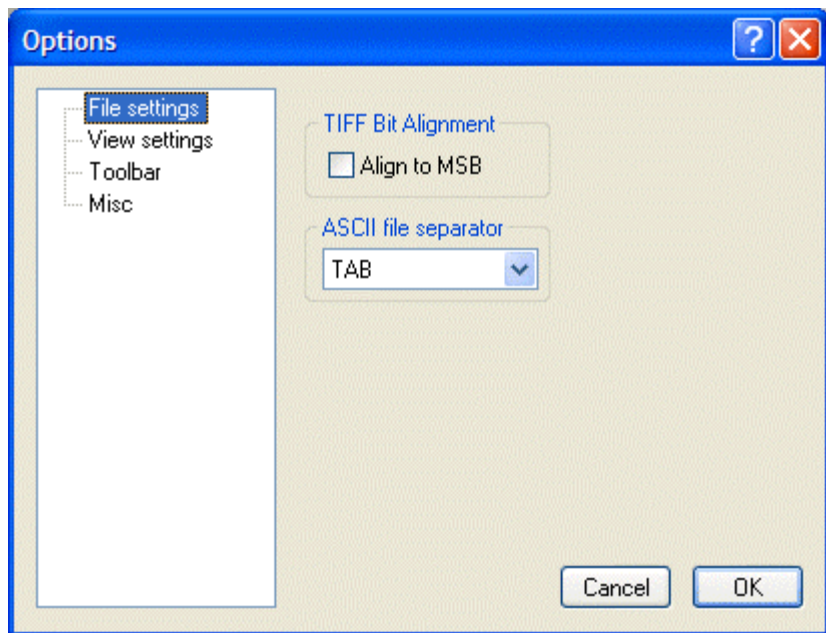 Options
File settings
View settings
Toolbar
Misc
TIFF Bit Alignment
Align to MSB
ASCII file separator
TAB
Cancel
OK